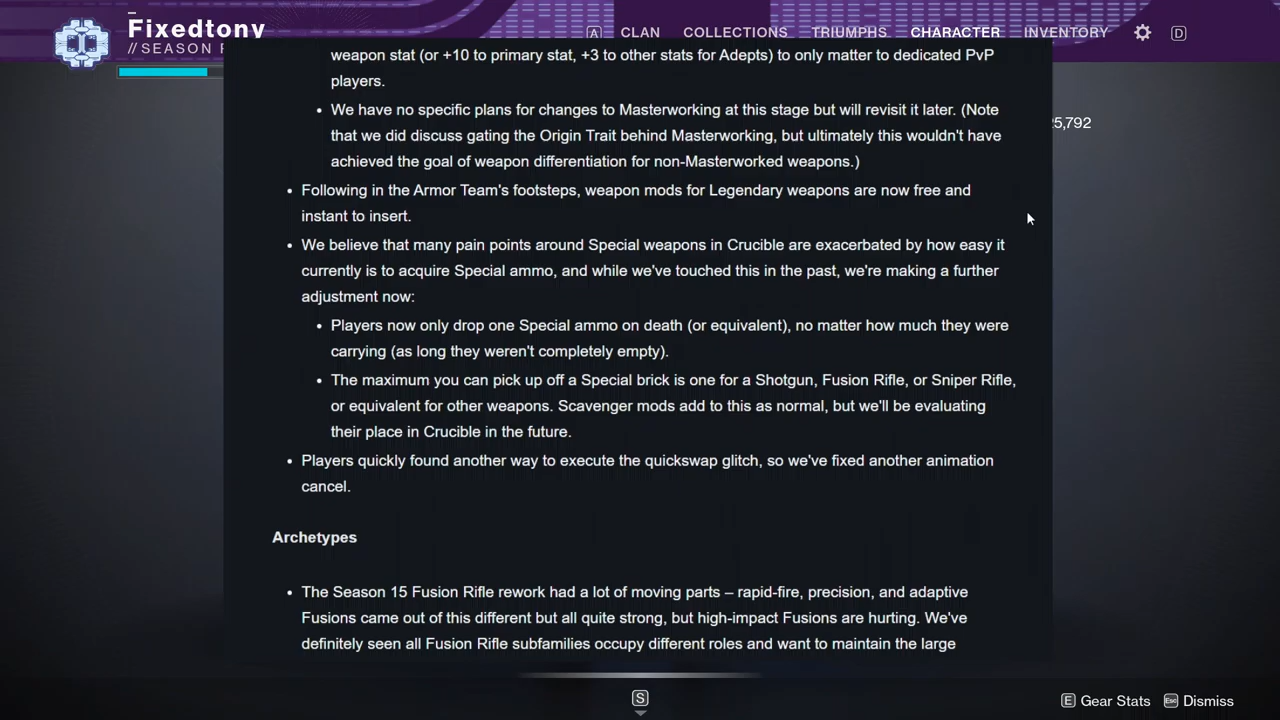 Fixedtony
//SEASON
A CLAN COLLECTIONS TRIUMPHS CHARACTER INVENTORY D
weapon stat (or +10 to primary stat, +3 to other stats for Adepts) to only matter to dedicated PvP
players.
• We have no specific plans for changes to Masterworking at this stage but will revisit it later. (Note
that we did discuss gating the Origin Trait behind Masterworking, but ultimately this wouldn't have
achieved the goal of weapon differentiation for non-Masterworked weapons.)
5,792
• Following in the Armor Team's footsteps, weapon mods for Legendary weapons are now free and
instant to insert.
• We believe that many pain points around Special weapons in Crucible are exacerbated by how easy it
currently is to acquire Special ammo, and while we've touched this in the past, we're making a further
adjustment now:
• Players now only drop one Special ammo on death (or equivalent), no matter how much they were
carrying (as long they weren't completely empty).
• The maximum you can pick up off a Special brick is one for a Shotgun, Fusion Rifle, or Sniper Rifle,
or equivalent for other weapons. Scavenger mods add to this as normal, but we'll be evaluating
their place in Crucible in the future.
• Players quickly found another way to execute the quickswap glitch, so we've fixed another animation
cancel.
Archetypes
• The Season 15 Fusion Rifle rework had a lot of moving parts – rapid-fire, precision, and adaptive
Fusions came out of this different but all quite strong, but high-impact Fusions are hurting. We've
definitely seen all Fusion Rifle subfamilies occupy different roles and want to maintain the large
S
E Gear Stats Esc Dismiss